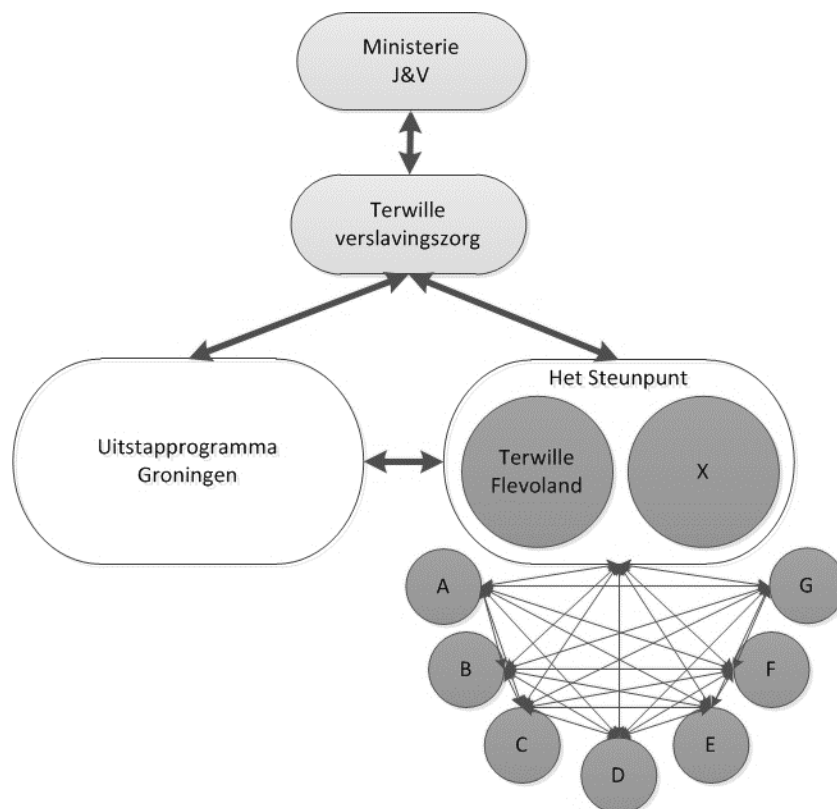 Ministerie
J&V
Terwille
verslavingszorg
Uitstapprogramma
Groningen
Het Steunpunt
Terwille
Flevoland
X
A
G
B
F
C
E
D